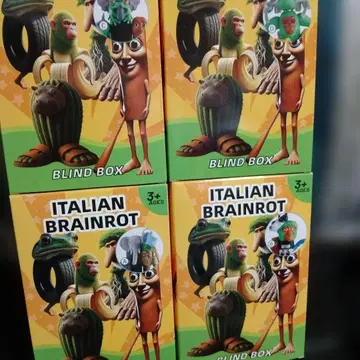 BLIND BOX
BLIND BOX
ITALIAN
BRAINROT
3+
AGES
ITALIAN
BRAINROT
3+
AGES
BLIND BOX